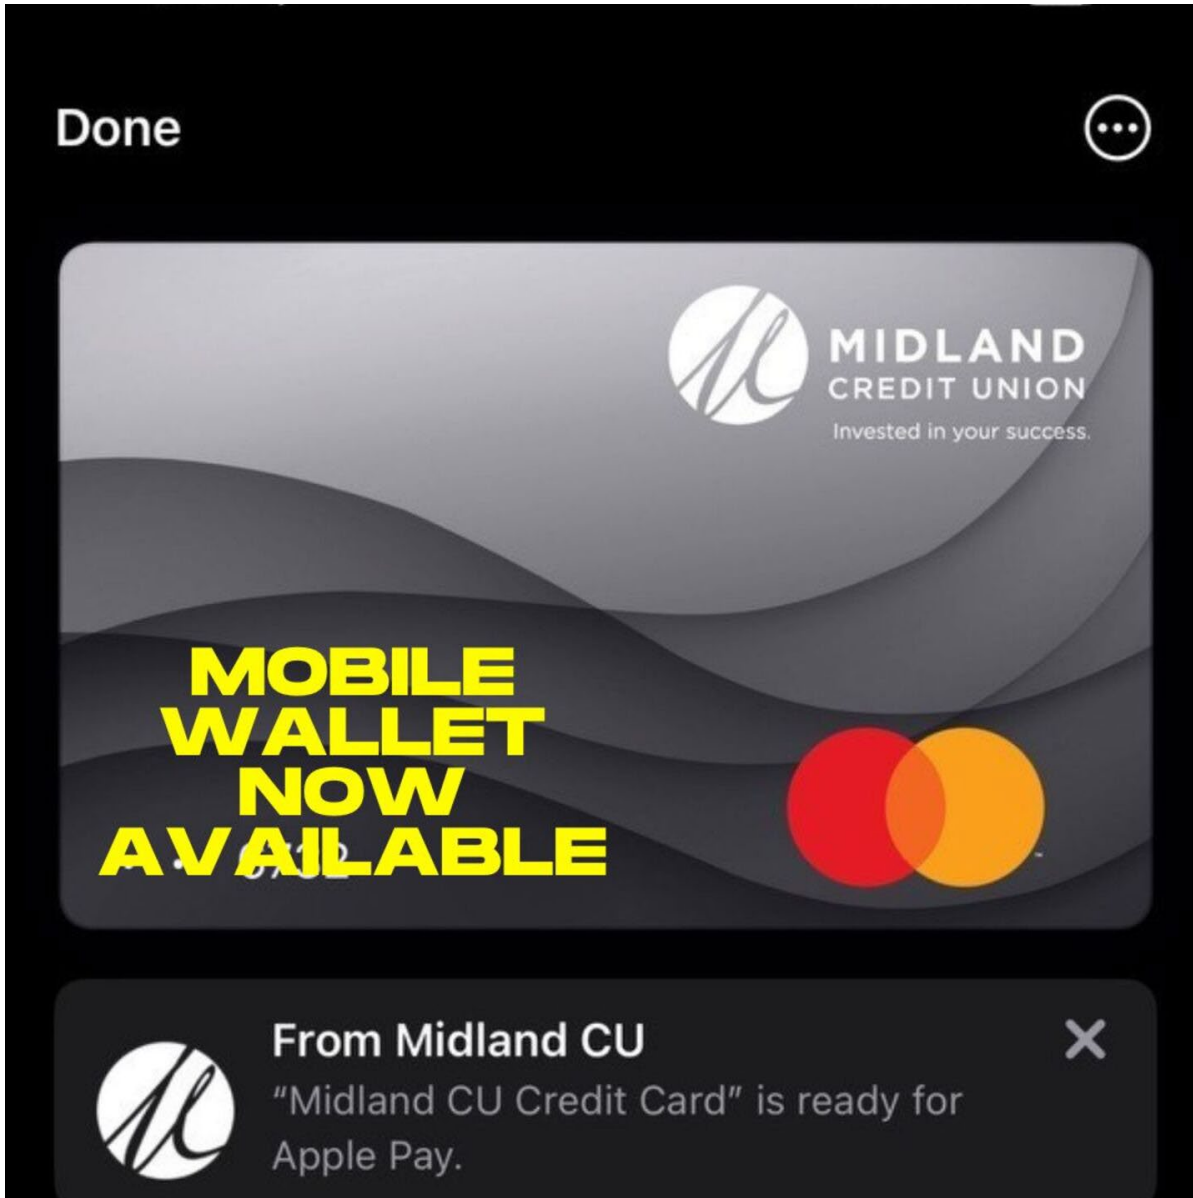 Done
MIDLAND
CREDIT UNION
Invested in your success.
MOBILE
WALLET
NOW
AVAILABLE
From Midland CU
“Midland CU Credit Card” is ready for
Apple Pay.